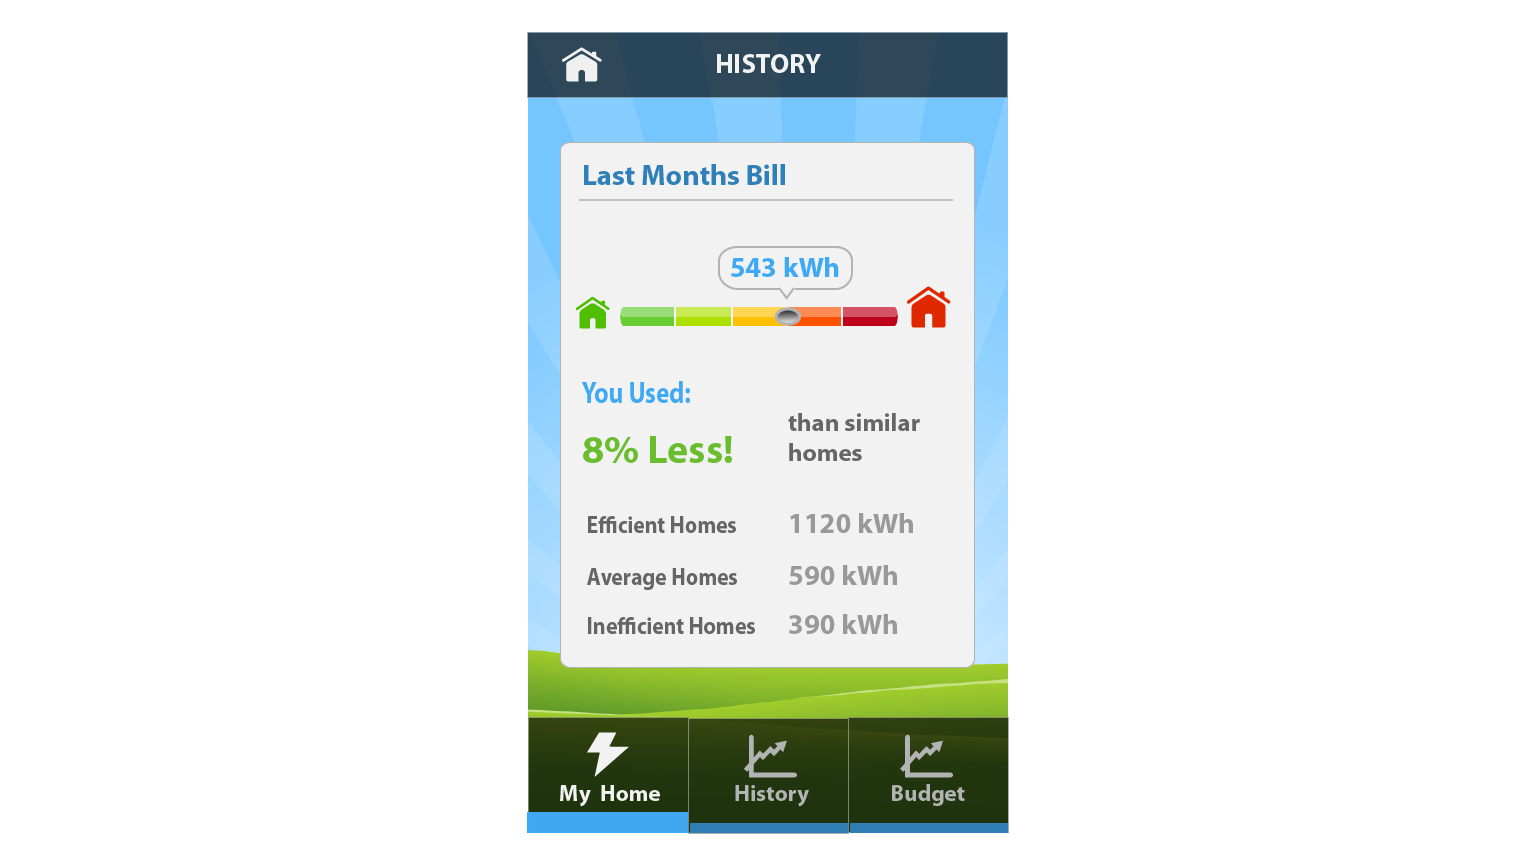 HISTORY
Last Months Bill
543 kWh
You Used:
8% Less!
than similar
homes
Efficient Homes 1120 kWh
Average Homes 590 kWh
Inefficient Homes 390 kWh
My Home History Budget